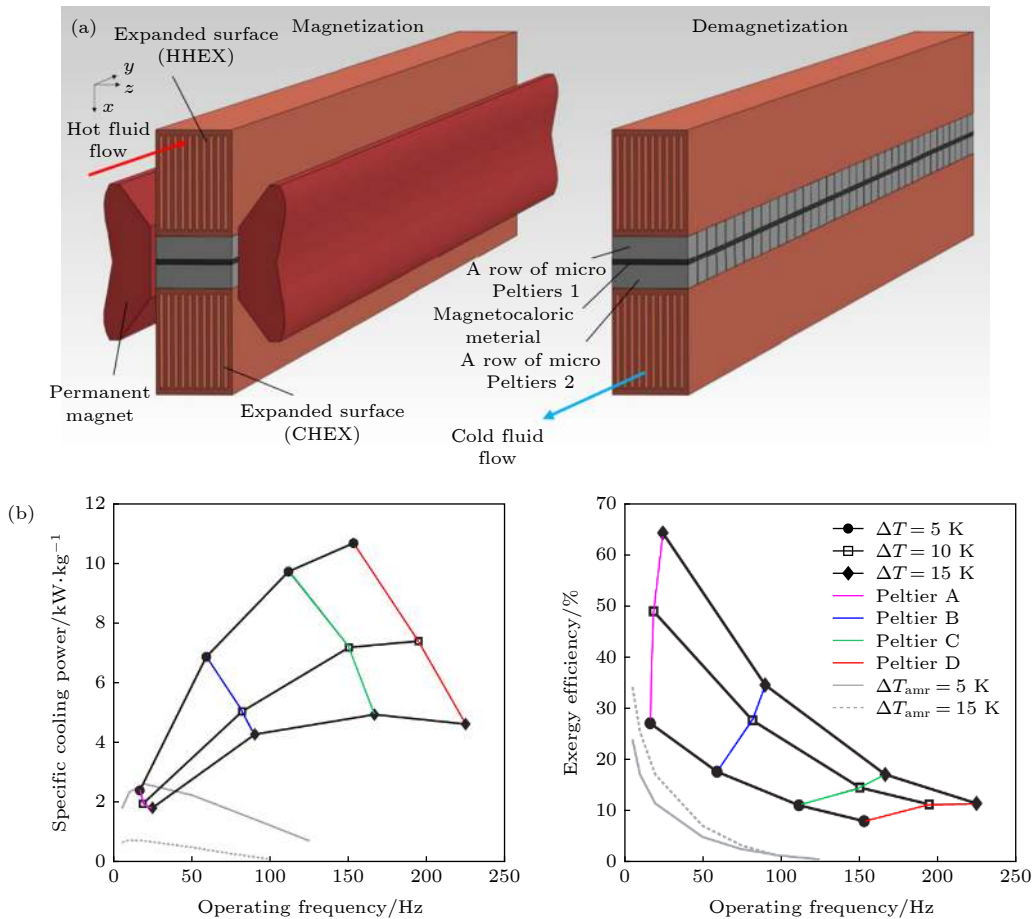 (a)
Expanded surface
(HHEX)
Magnetization
Demagnetization
y
z
x
Hot fluid
flow
A row of micro
Peltiers 1
Magnetocaloric
meterial
A row of micro
Peltiers 2
Permanent
magnet
Expanded surface
(CHEX)
Cold fluid
flow
(b)
Specific cooling power/kW·kg⁻¹
12
10
8
6
4
2
0
0 50 100 150 200 250
Operating frequency/Hz
Exergy efficiency/%
70
60
50
40
30
20
10
0
0 50 100 150 200 250
Operating frequency/Hz
ΔT = 5 K
ΔT = 10 K
ΔT = 15 K
Peltier A
Peltier B
Peltier C
Peltier D
ΔT_amr = 5 K
ΔT_amr = 15 K